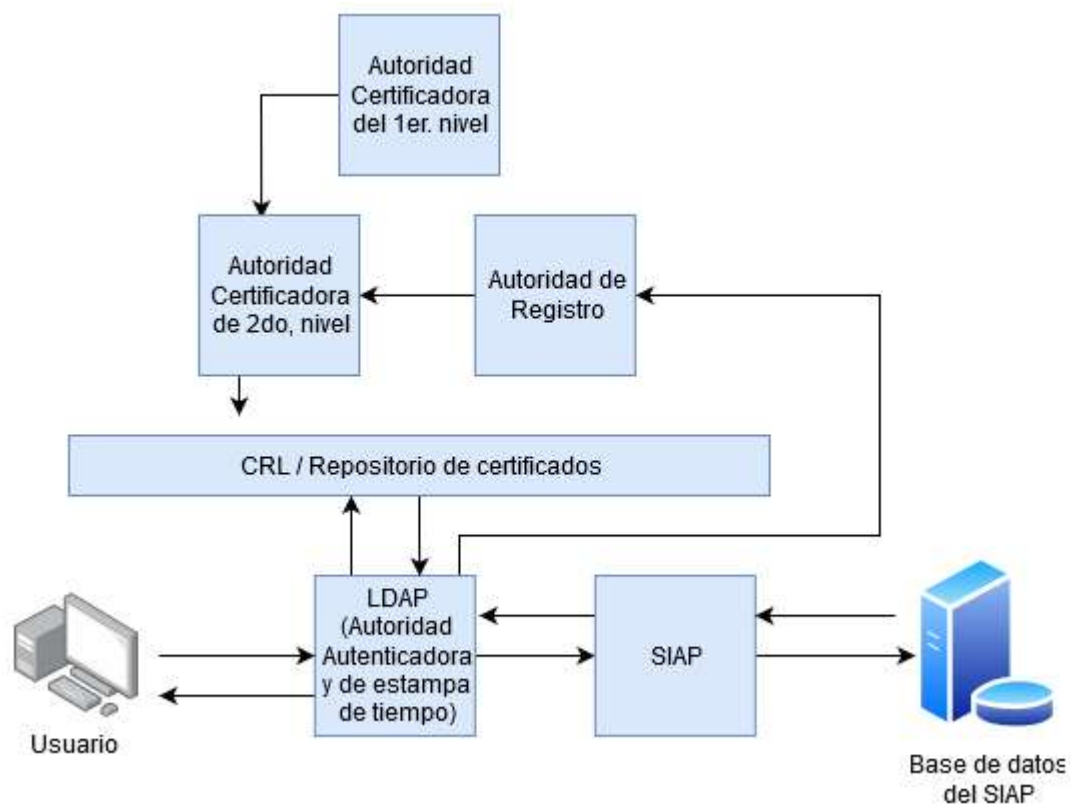 Autoridad
Certificadora
del 1er. nivel
Autoridad
Certificadora
de 2do, nivel
Autoridad de
Registro
CRL / Repositorio de certificados
LDAP
(Autoridad
Autenticadora
y de estampa
de tiempo)
SIAP
Usuario
Base de datos
del SIAP